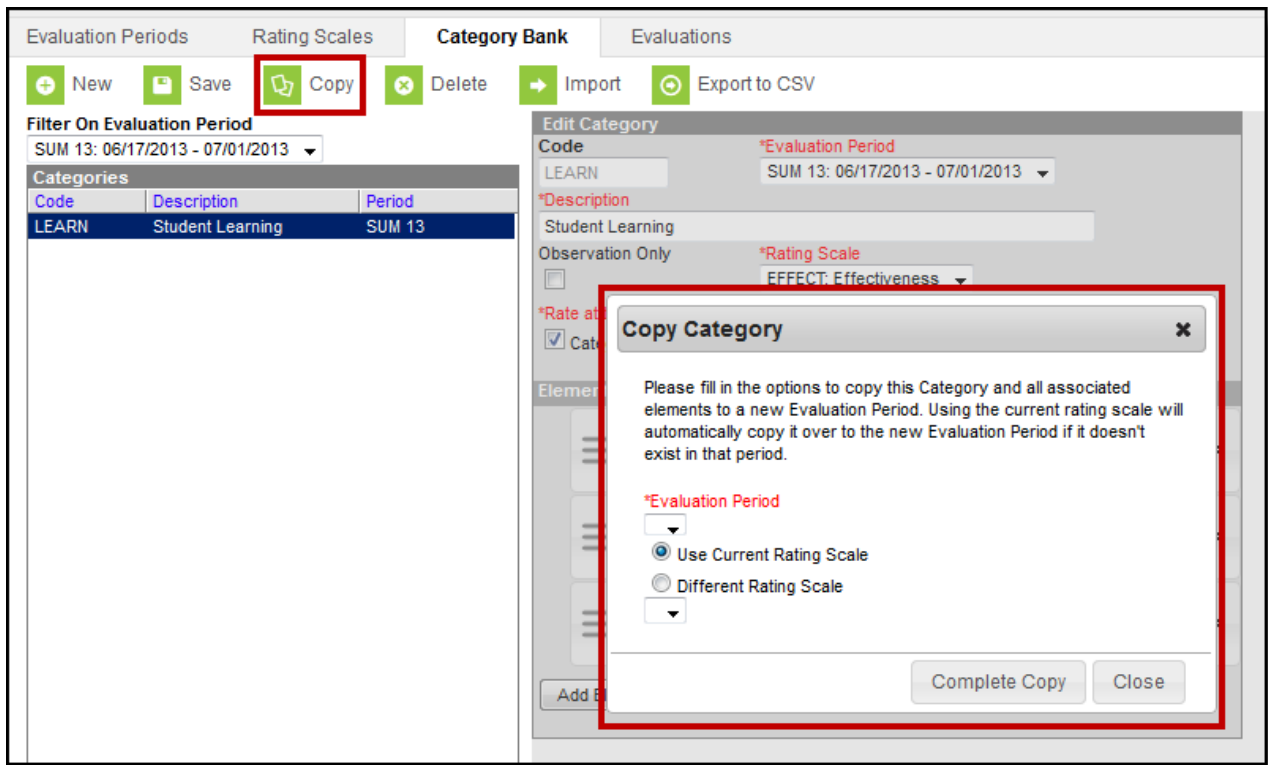 Evaluation Periods Rating Scales Category Bank Evaluations
New Save Copy Delete Import Export to CSV
Filter On Evaluation Period
SUM 13: 06/17/2013 - 07/01/2013
Categories
Code Description Period
LEARN Student Learning SUM 13
Edit Category
Code *Evaluation Period
LEARN SUM 13: 06/17/2013 - 07/01/2013
*Description
Student Learning
Observation Only *Rating Scale
EFFECT: Effectiveness
*Rate at
Copy Category
Please fill in the options to copy this Category and all associated
elements to a new Evaluation Period. Using the current rating scale will
automatically copy it over to the new Evaluation Period if it doesn't
exist in that period.
*Evaluation Period
Use Current Rating Scale
Different Rating Scale
Complete Copy Close
Add